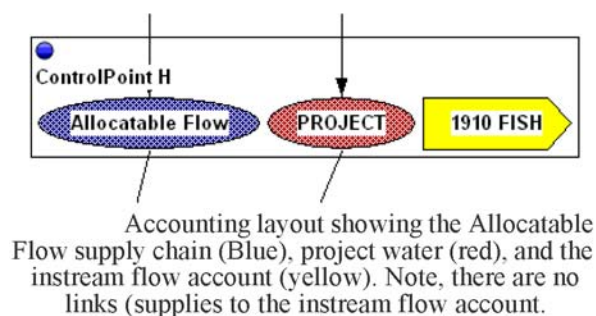 ControlPoint H
Allocatable Flow PROJECT 1910 FISH
Accounting layout showing the Allocatable
Flow supply chain (Blue), project water (red), and the
instream flow account (yellow). Note, there are no
links (supplies to the instream flow account.